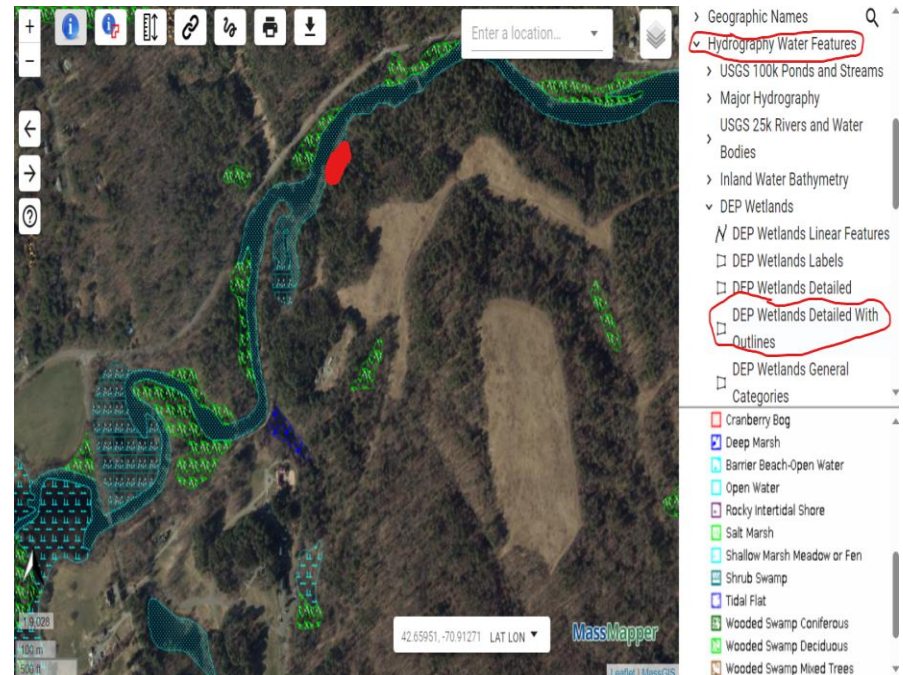 +
−
Enter a location...
1:9,028
100 m
500 ft
42.65951, -70.91271 LAT LON
MassMapper
Leaflet | MassGIS
Geographic Names
Hydrography Water Features
USGS 100k Ponds and Streams
Major Hydrography
USGS 25k Rivers and Water
Bodies
Inland Water Bathymetry
DEP Wetlands
DEP Wetlands Linear Features
DEP Wetlands Labels
DEP Wetlands Detailed
DEP Wetlands Detailed With
Outlines
DEP Wetlands General
Categories
Cranberry Bog
Deep Marsh
Barrier Beach-Open Water
Open Water
Rocky Intertidal Shore
Salt Marsh
Shallow Marsh Meadow or Fen
Shrub Swamp
Tidal Flat
Wooded Swamp Coniferous
Wooded Swamp Deciduous
Wooded Swamp Mixed Trees